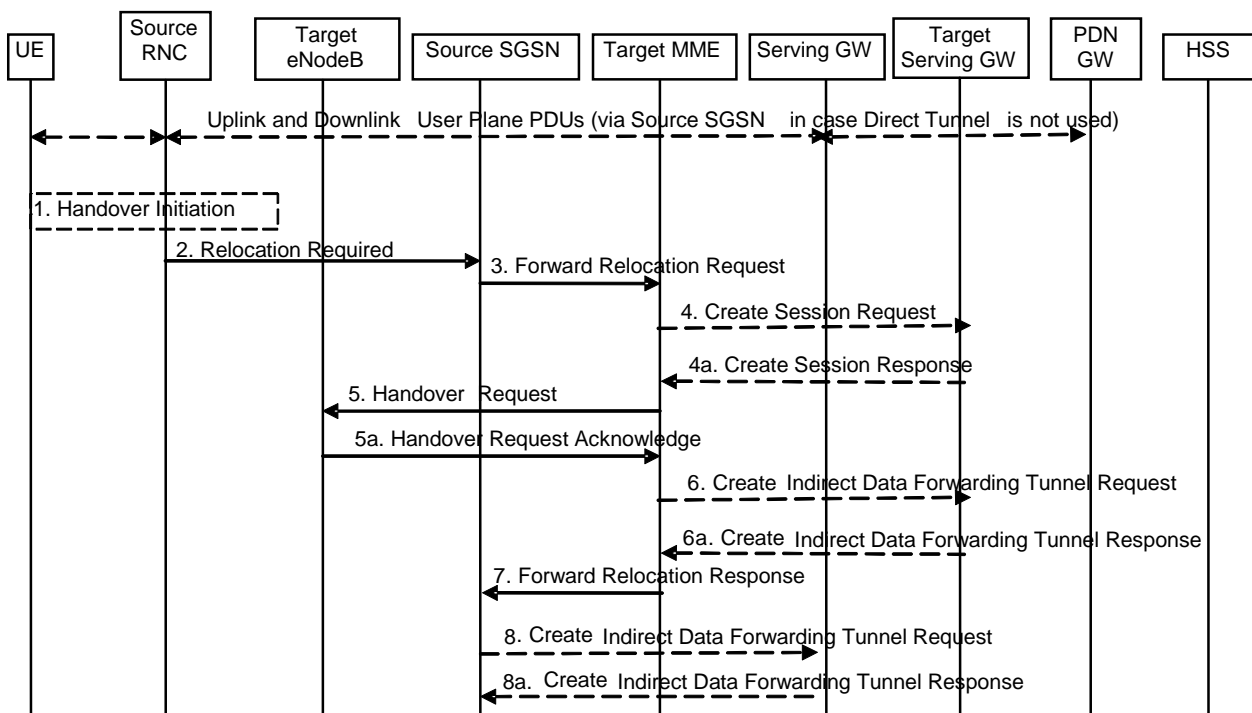 UE
Source
RNC
Target
eNodeB
Source SGSN
Target MME
Serving GW
Target
Serving GW
PDN
GW
HSS
Uplink and Downlink User Plane PDUs (via Source SGSN in case Direct Tunnel is not used)
1. Handover Initiation
2. Relocation Required
3. Forward Relocation Request
4. Create Session Request
4a. Create Session Response
5. Handover Request
5a. Handover Request Acknowledge
6. Create Indirect Data Forwarding Tunnel Request
6a. Create Indirect Data Forwarding Tunnel Response
7. Forward Relocation Response
8. Create Indirect Data Forwarding Tunnel Request
8a. Create Indirect Data Forwarding Tunnel Response